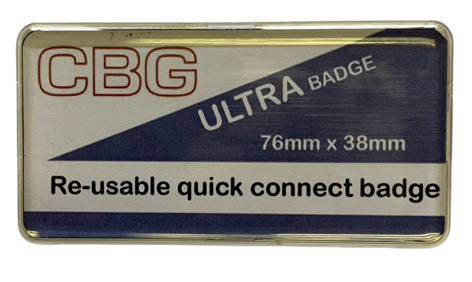 CBG
ULTRA BADGE
76mm x 38mm
Re-usable quick connect badge